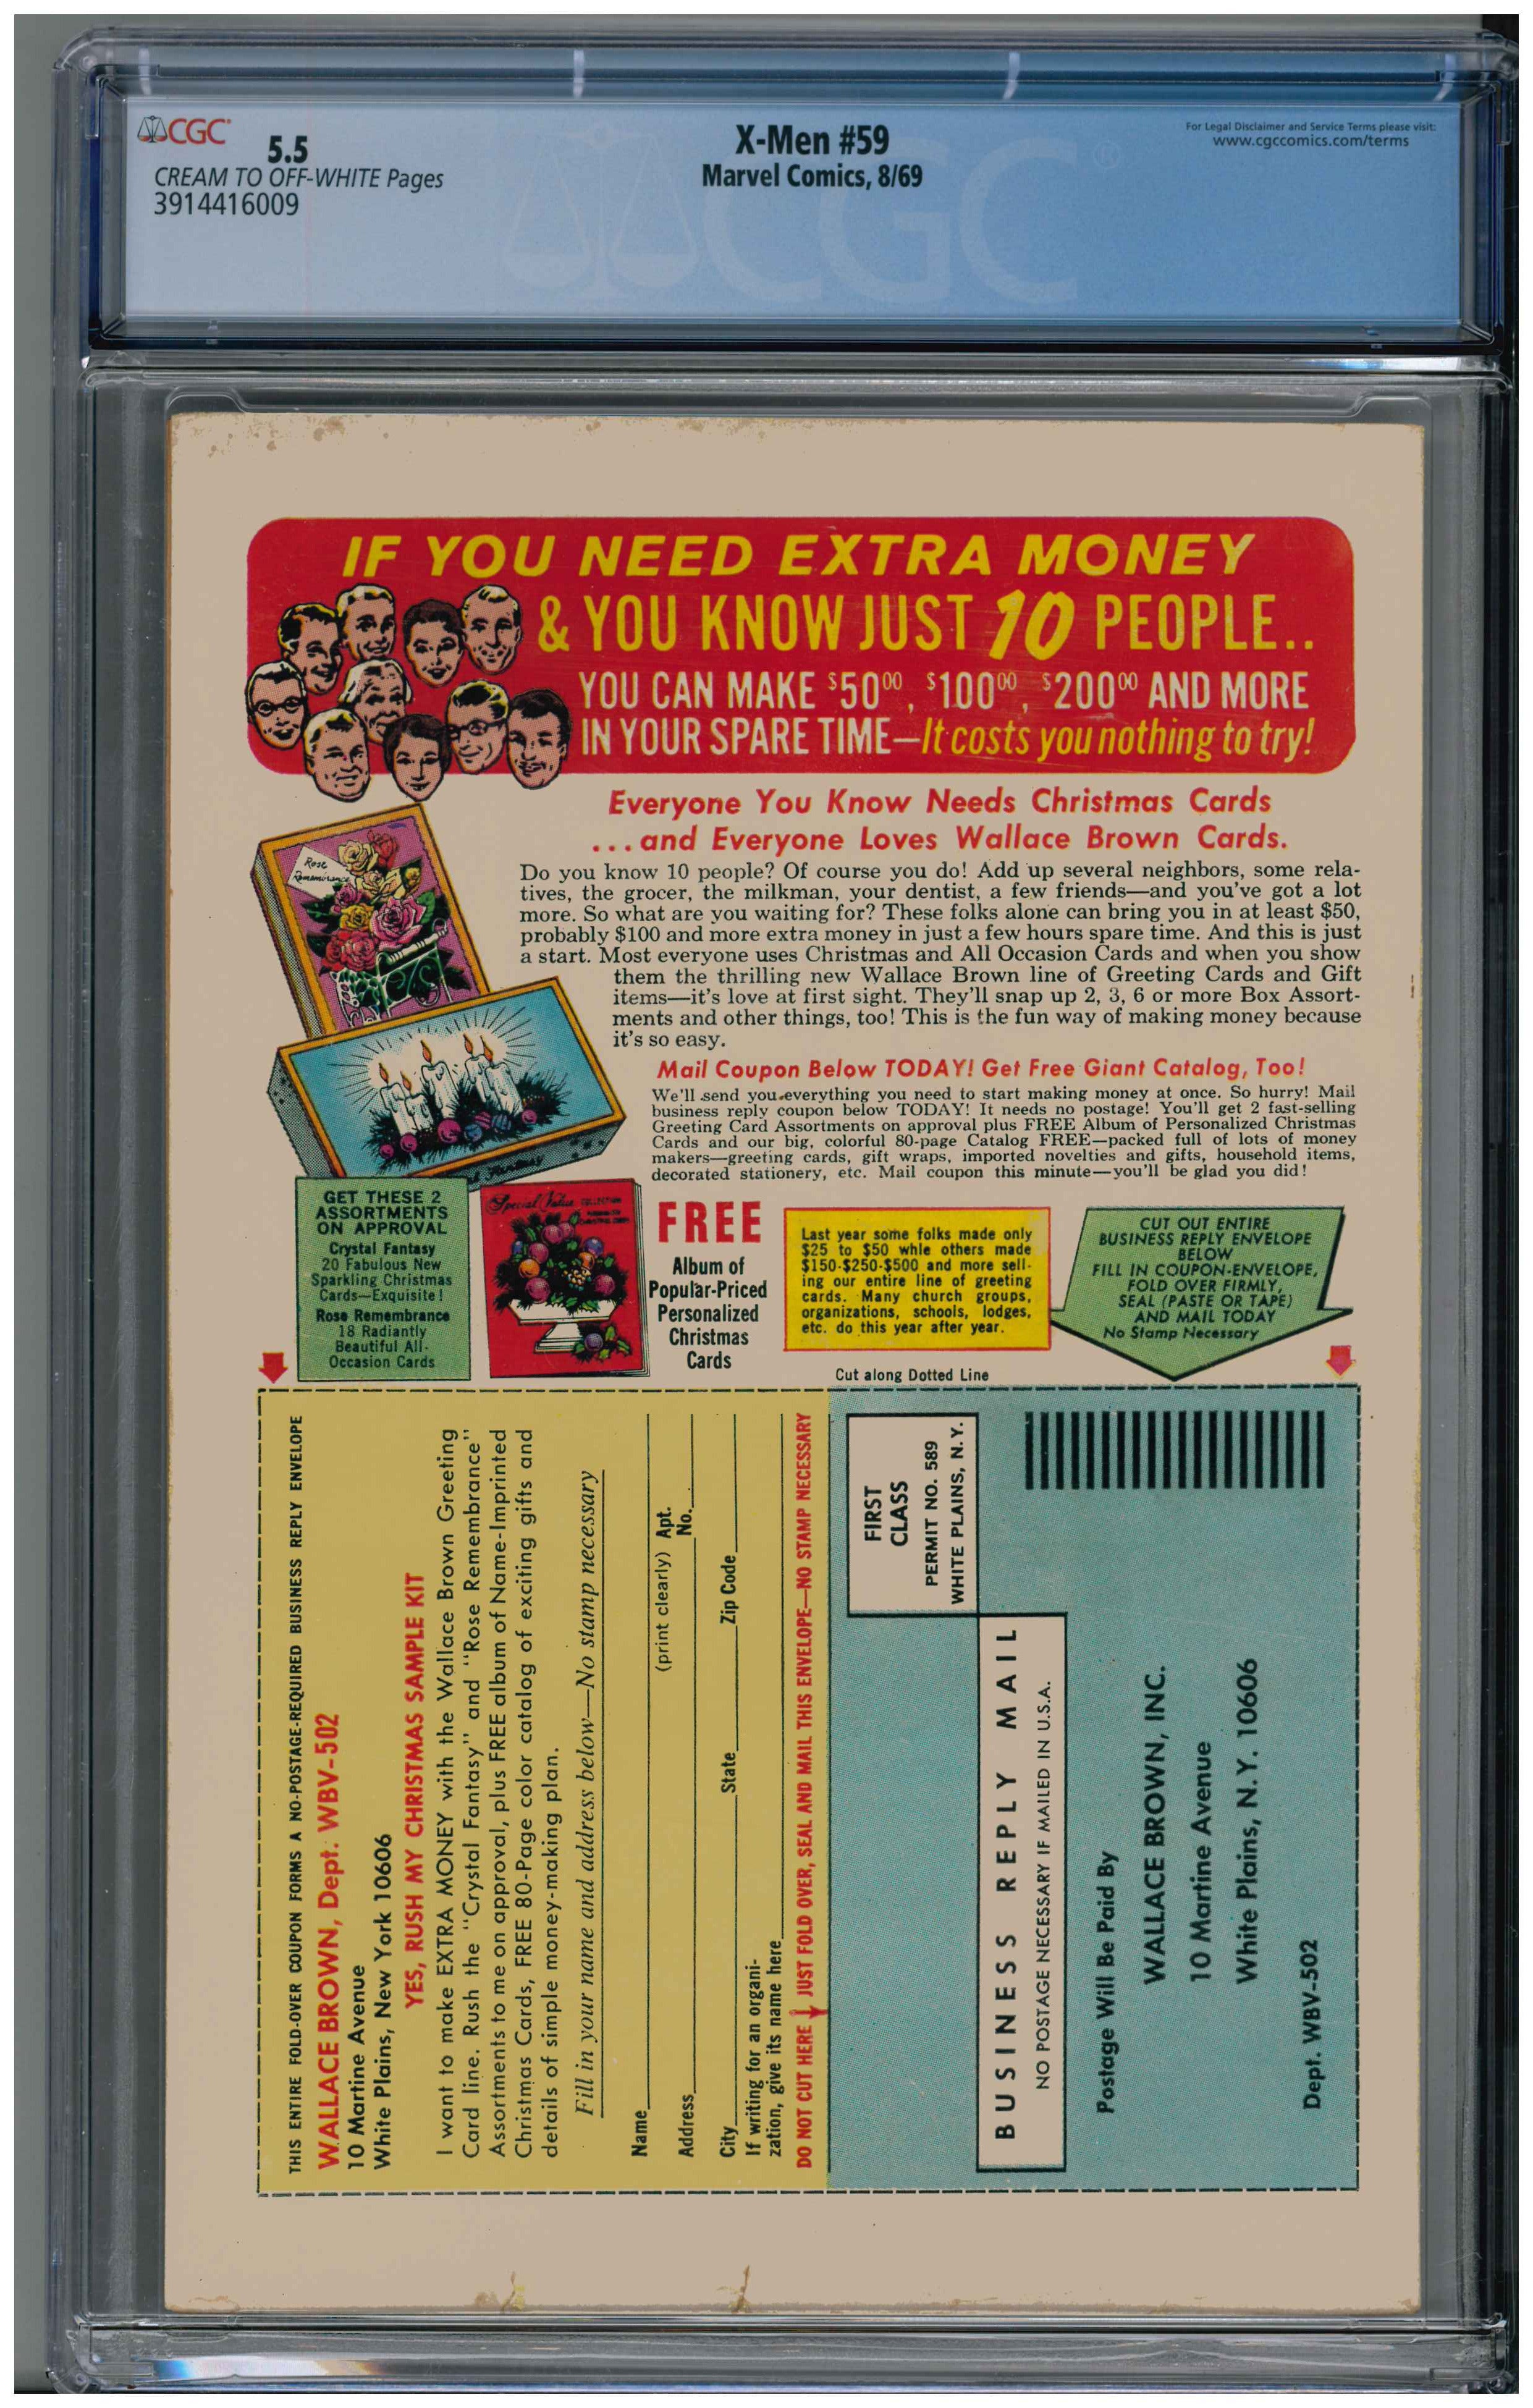 CGC
5.5
CREAM TO OFF-WHITE Pages
3914416009
X-Men #59
Marvel Comics, 8/69
For Legal Disclaimer and Service Terms please visit:
www.cgccomics.com/terms
CGC
IF YOU NEED EXTRA MONEY
& YOU KNOW JUST 10 PEOPLE..
YOU CAN MAKE $50⁰⁰, $100⁰⁰, $200⁰⁰ AND MORE
IN YOUR SPARE TIME—It costs you nothing to try!
Everyone You Know Needs Christmas Cards
...and Everyone Loves Wallace Brown Cards.
Rose
Remembrance
Do you know 10 people? Of course you do! Add up several neighbors, some rela-
tives, the grocer, the milkman, your dentist, a few friends—and you've got a lot
more. So what are you waiting for? These folks alone can bring you in at least $50,
probably $100 and more extra money in just a few hours spare time. And this is just
a start. Most everyone uses Christmas and All Occasion Cards and when you show
them the thrilling new Wallace Brown line of Greeting Cards and Gift
items—it's love at first sight. They'll snap up 2, 3, 6 or more Box Assort-
ments and other things, too! This is the fun way of making money because
it's so easy.
Mail Coupon Below TODAY! Get Free Giant Catalog, Too!
We'll send you everything you need to start making money at once. So hurry! Mail
business reply coupon below TODAY! It needs no postage! You'll get 2 fast-selling
Greeting Card Assortments on approval plus FREE Album of Personalized Christmas
Cards and our big, colorful 80-page Catalog FREE—packed full of lots of money
makers—greeting cards, gift wraps, imported novelties and gifts, household items,
decorated stationery, etc. Mail coupon this minute—you'll be glad you did!
GET THESE 2
ASSORTMENTS
ON APPROVAL
Crystal Fantasy
20 Fabulous New
Sparkling Christmas
Cards—Exquisite!
Rose Remembrance
18 Radiantly
Beautiful All-
Occasion Cards
Special Value
FREE
Album of
Popular-Priced
Personalized
Christmas
Cards
Last year some folks made only
$25 to $50 whle others made
$150-$250-$500 and more sell-
ing our entire line of greeting
cards. Many church groups,
organizations, schools, lodges,
etc. do this year after year.
CUT OUT ENTIRE
BUSINESS REPLY ENVELOPE
BELOW
FILL IN COUPON-ENVELOPE,
FOLD OVER FIRMLY,
SEAL (PASTE OR TAPE)
AND MAIL TODAY
No Stamp Necessary
Cut along Dotted Line
THIS ENTIRE FOLD-OVER COUPON FORMS A NO-POSTAGE-REQUIRED BUSINESS REPLY ENVELOPE
WALLACE BROWN, Dept. WBV-502
10 Martine Avenue
White Plains, New York 10606
YES, RUSH MY CHRISTMAS SAMPLE KIT
I want to make EXTRA MONEY with the Wallace Brown Greeting
Card line. Rush the "Crystal Fantasy" and "Rose Remembrance"
Assortments to me on approval, plus FREE album of Name-Imprinted
Christmas Cards, FREE 80-Page color catalog of exciting gifts and
details of simple money-making plan.
Fill in your name and address below—No stamp necessary
Name
(print clearly) Apt.
Address No.
City State Zip Code
If writing for an organi-
zation, give its name here
DO NOT CUT HERE JUST FOLD OVER, SEAL AND MAIL THIS ENVELOPE—NO STAMP NECESSARY
FIRST
CLASS
PERMIT NO. 589
WHITE PLAINS, N.Y.
BUSINESS REPLY MAIL
NO POSTAGE NECESSARY IF MAILED IN U.S.A.
Postage Will Be Paid By
WALLACE BROWN, INC.
10 Martine Avenue
White Plains, N.Y. 10606
Dept. WBV-502